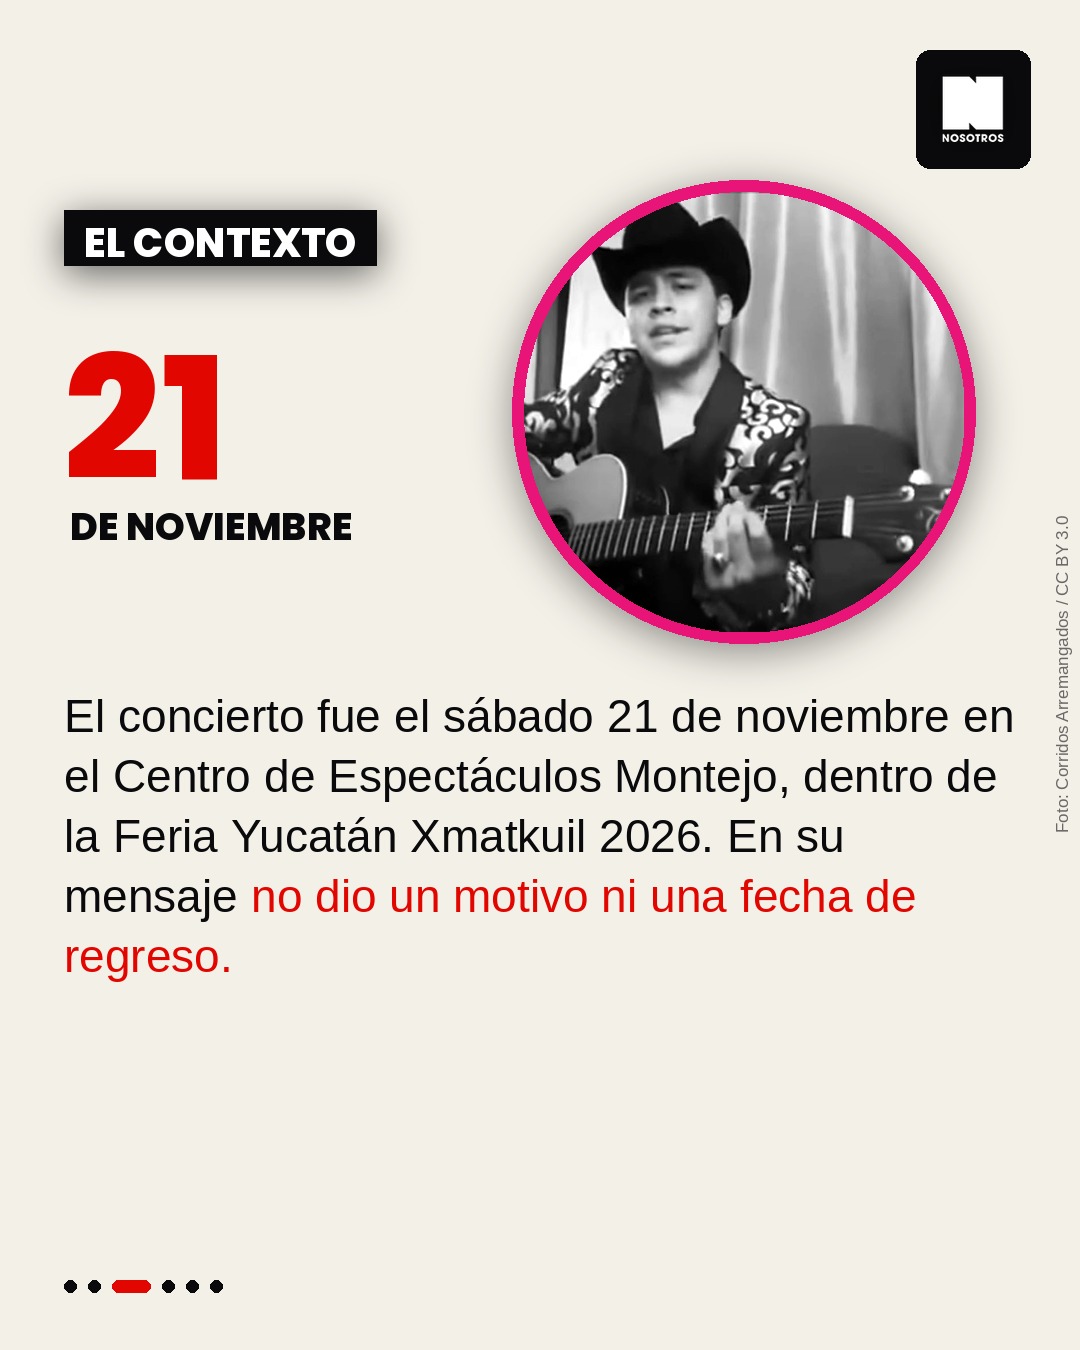 NOSOTROS
EL CONTEXTO
21
DE NOVIEMBRE
El concierto fue el sábado 21 de noviembre en
el Centro de Espectáculos Montejo, dentro de
la Feria Yucatán Xmatkuil 2026. En su
mensaje no dio un motivo ni una fecha de
regreso.
Foto: Corridos Arremangados / CC BY 3.0